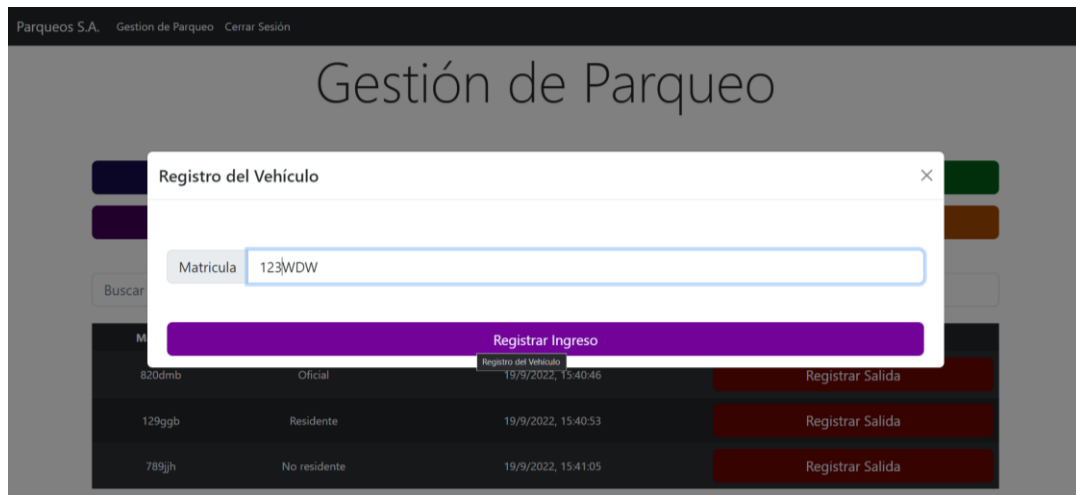 Parqueos S.A. Gestion de Parqueo Cerrar Sesión
Gestión de Parqueo
Registro del Vehículo
Matricula 123WDW
Buscar
M
Registrar Ingreso
Registro del Vehículo
820dmb Oficial 19/9/2022, 15:40:46 Registrar Salida
129ggb Residente 19/9/2022, 15:40:53 Registrar Salida
789jjh No residente 19/9/2022, 15:41:05 Registrar Salida